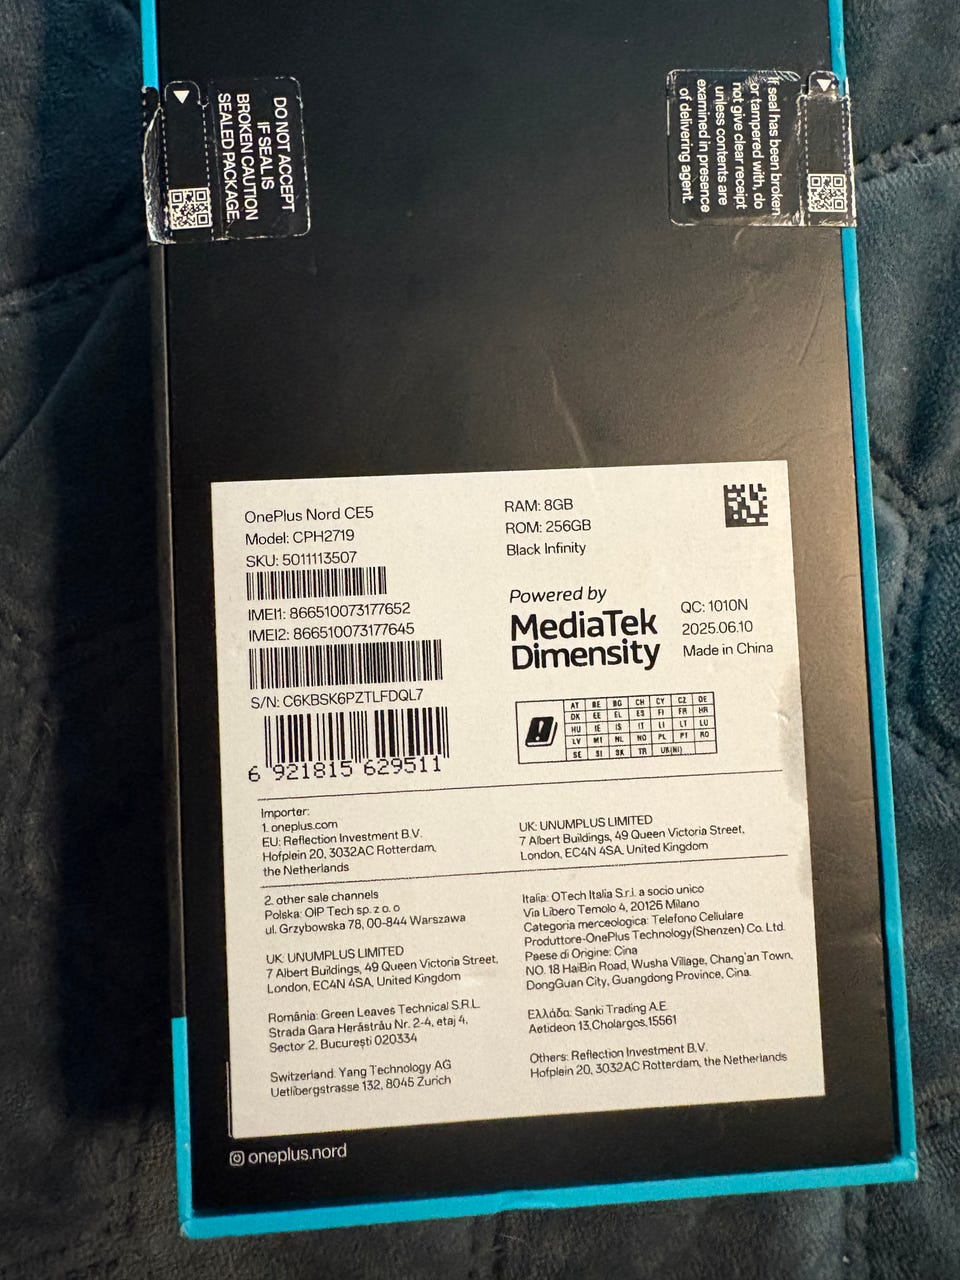 DO NOT ACCEPT
IF SEAL IS
BROKEN CAUTION
SEALED PACKAGE.
If seal has been broken
or tampered with, do
not give clear receipt
unless contents are
examined in presence
of delivering agent.
OnePlus Nord CE5
Model: CPH2719
SKU: 5011113507
IMEI1: 866510073177652
IMEI2: 866510073177645
S/N: C6KBSK6PZTLFDQL7
6 921815 629511
RAM: 8GB
ROM: 256GB
Black Infinity
Powered by
MediaTek
Dimensity
QC: 1010N
2025.06.10
Made in China
AT BE BG CH CY CZ DE
DK EE EL ES FI FR HR
HU IE IS IT LI LT LU
LV MT NL NO PL PT RO
SE SI SK TR UK(NI)
Importer:
1. oneplus.com
EU: Reflection Investment B.V.
Hofplein 20, 3032AC Rotterdam,
the Netherlands
UK: UNUMPLUS LIMITED
7 Albert Buildings, 49 Queen Victoria Street,
London, EC4N 4SA, United Kingdom
2. other sale channels
Polska: OIP Tech sp. z o. o
ul. Grzybowska 78, 00-844 Warszawa
UK: UNUMPLUS LIMITED
7 Albert Buildings, 49 Queen Victoria Street,
London, EC4N 4SA, United Kingdom
România: Green Leaves Technical S.R.L.
Strada Gara Herăstrău Nr. 2-4, etaj 4,
Sector 2, București 020334
Switzerland: Yang Technology AG
Uetlibergstrasse 132, 8045 Zurich
Italia: OTech Italia S.r.l. a socio unico
Via Libero Temolo 4, 20126 Milano
Categoria merceologica: Telefono Cellulare
Produttore-OnePlus Technology(Shenzen) Co. Ltd.
Paese di Origine: Cina
NO. 18 HaiBin Road, Wusha Village, Chang'an Town,
DongGuan City, Guangdong Province, Cina.
Ελλάδα: Sanki Trading A.E
Aetideon 13,Cholargos,15561
Others: Reflection Investment B.V.
Hofplein 20, 3032AC Rotterdam, the Netherlands
oneplus.nord